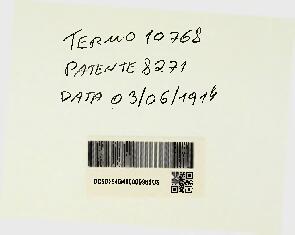 TERMO 10768
PATENTE 8271
DATA 03/06/1914